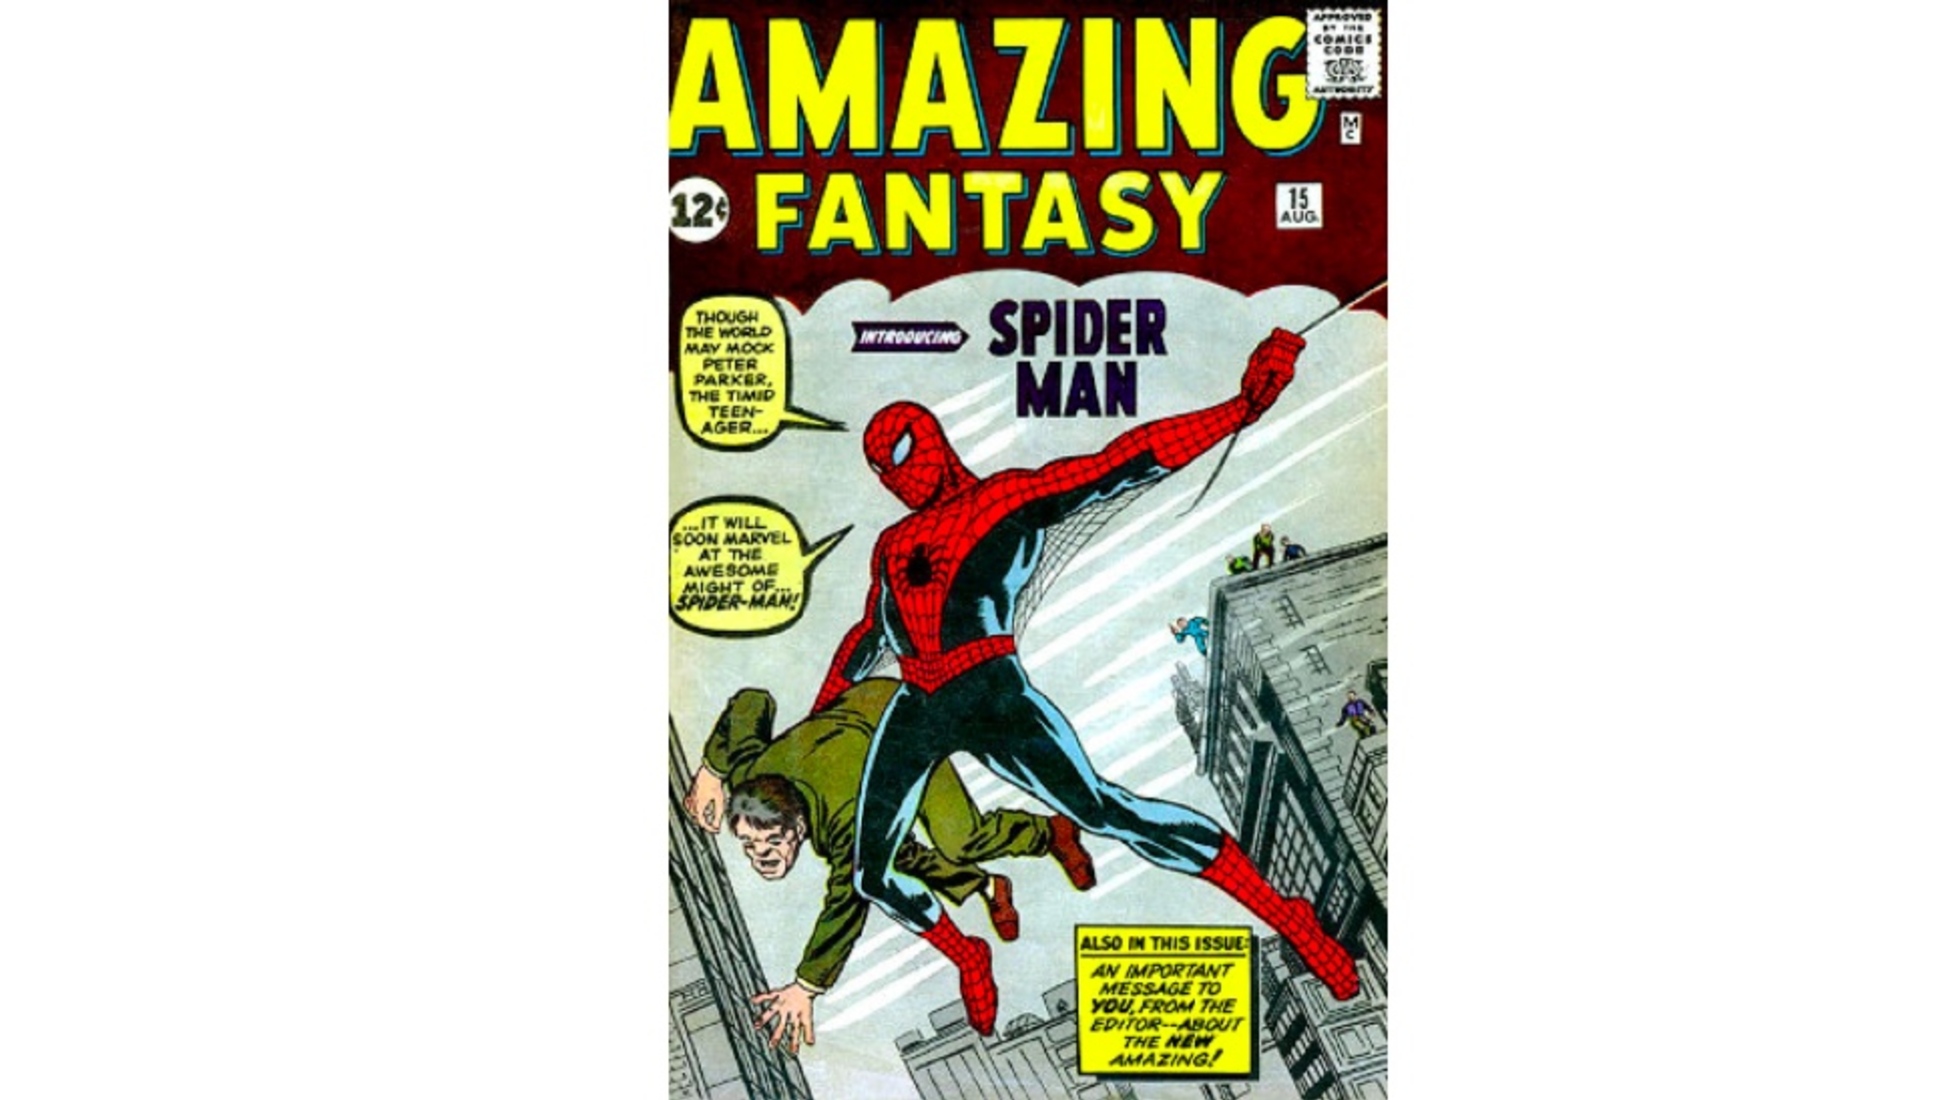 AMAZING
FANTASY
APPROVED
BY THE
COMICS
CODE
AUTHORITY
M
C
12¢
15
AUG.
INTRODUCING
SPIDER
MAN
THOUGH
THE WORLD
MAY MOCK
PETER
PARKER,
THE TIMID
TEEN-
AGER...
...IT WILL
SOON MARVEL
AT THE
AWESOME
MIGHT OF...
SPIDER-MAN!
ALSO IN THIS ISSUE:
AN IMPORTANT
MESSAGE TO
YOU, FROM THE
EDITOR--ABOUT
THE NEW
AMAZING!